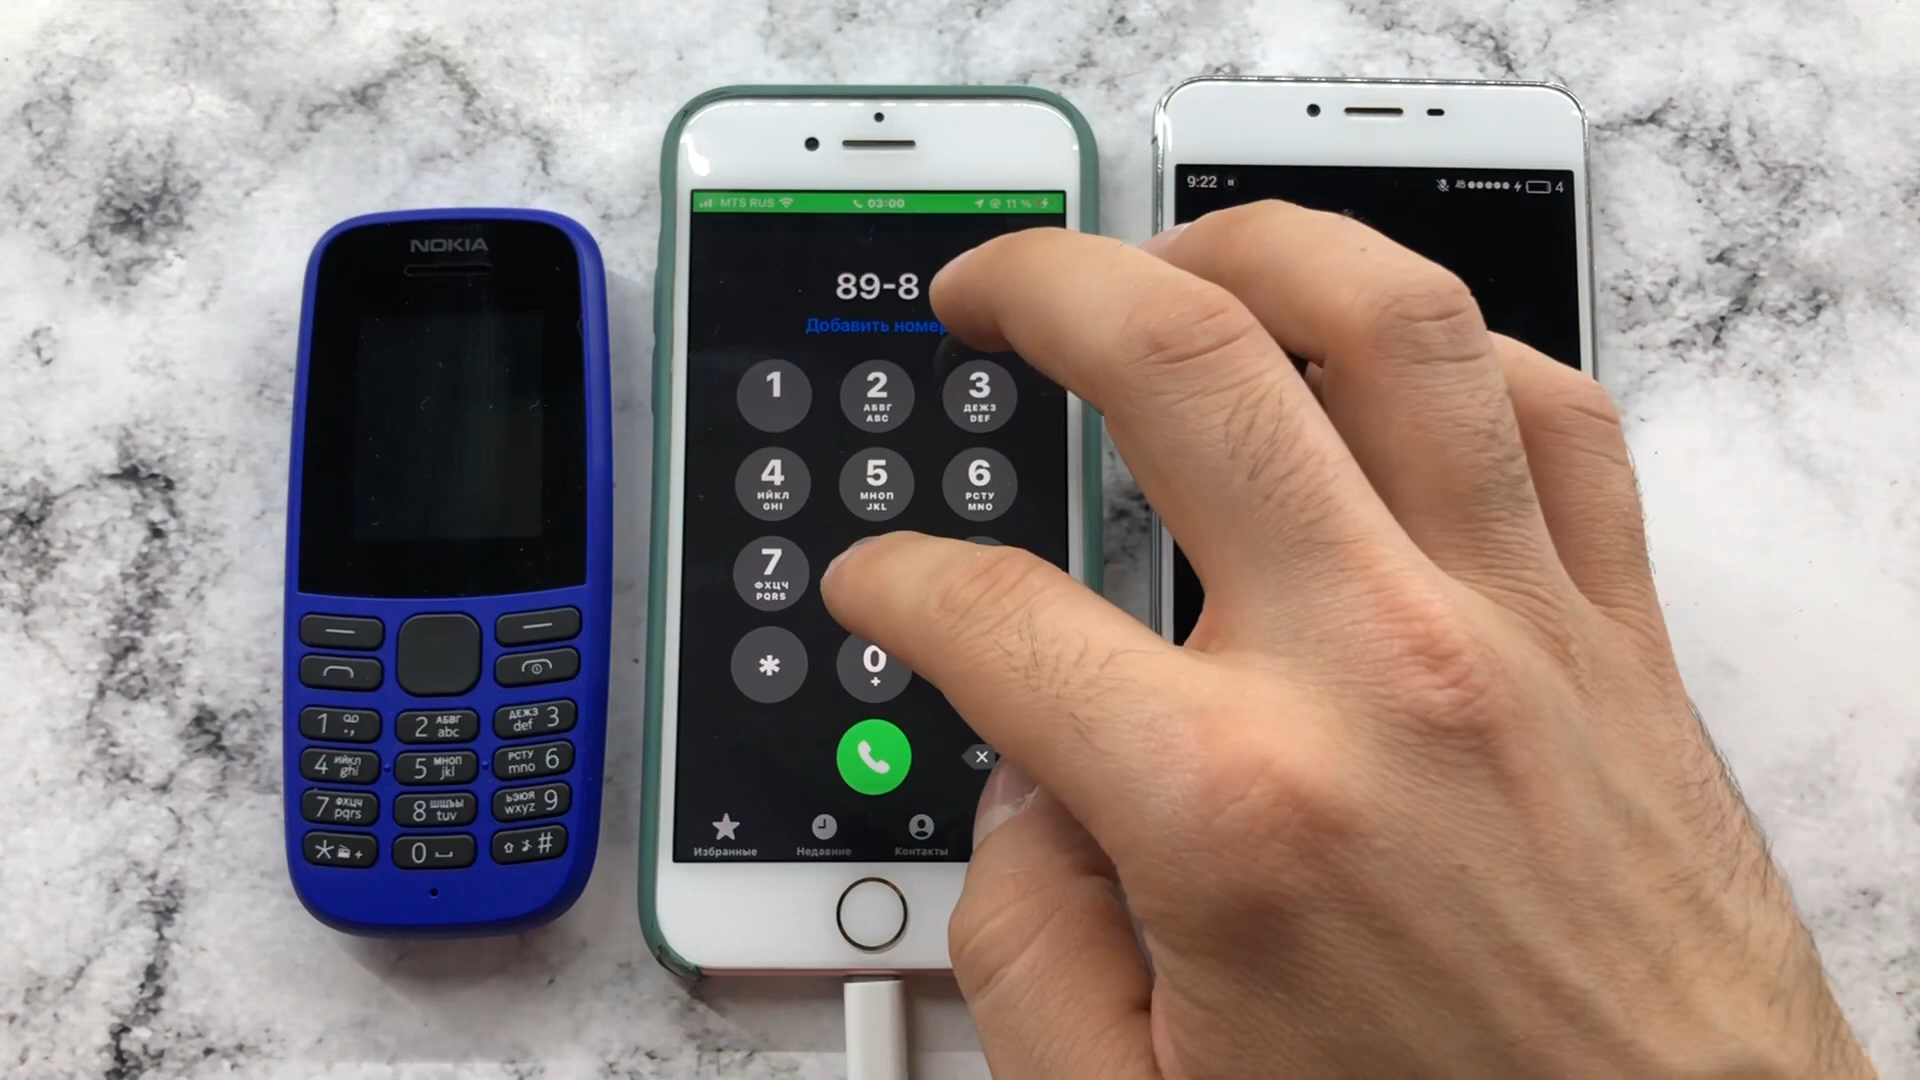 NOKIA
1
2 АБВГ abc
ДЕЖЗ def 3
4 ИЙКЛ ghi
5 МНОП jkl
РСТУ mno 6
7 ФХЦЧ pqrs
8 ШЩЪЫ tuv
ЬЭЮЯ wxyz 9
*
+
0
#
MTS RUS
03:00
11 %
89-8
Добавить номер
1
2
АБВГ
ABC
3
ДЕЖЗ
DEF
4
ИЙКЛ
GHI
5
МНОП
JKL
6
РСТУ
MNO
7
ФХЦЧ
PQRS
*
0
+
Избранные
Недавние
Контакты
9:22
4